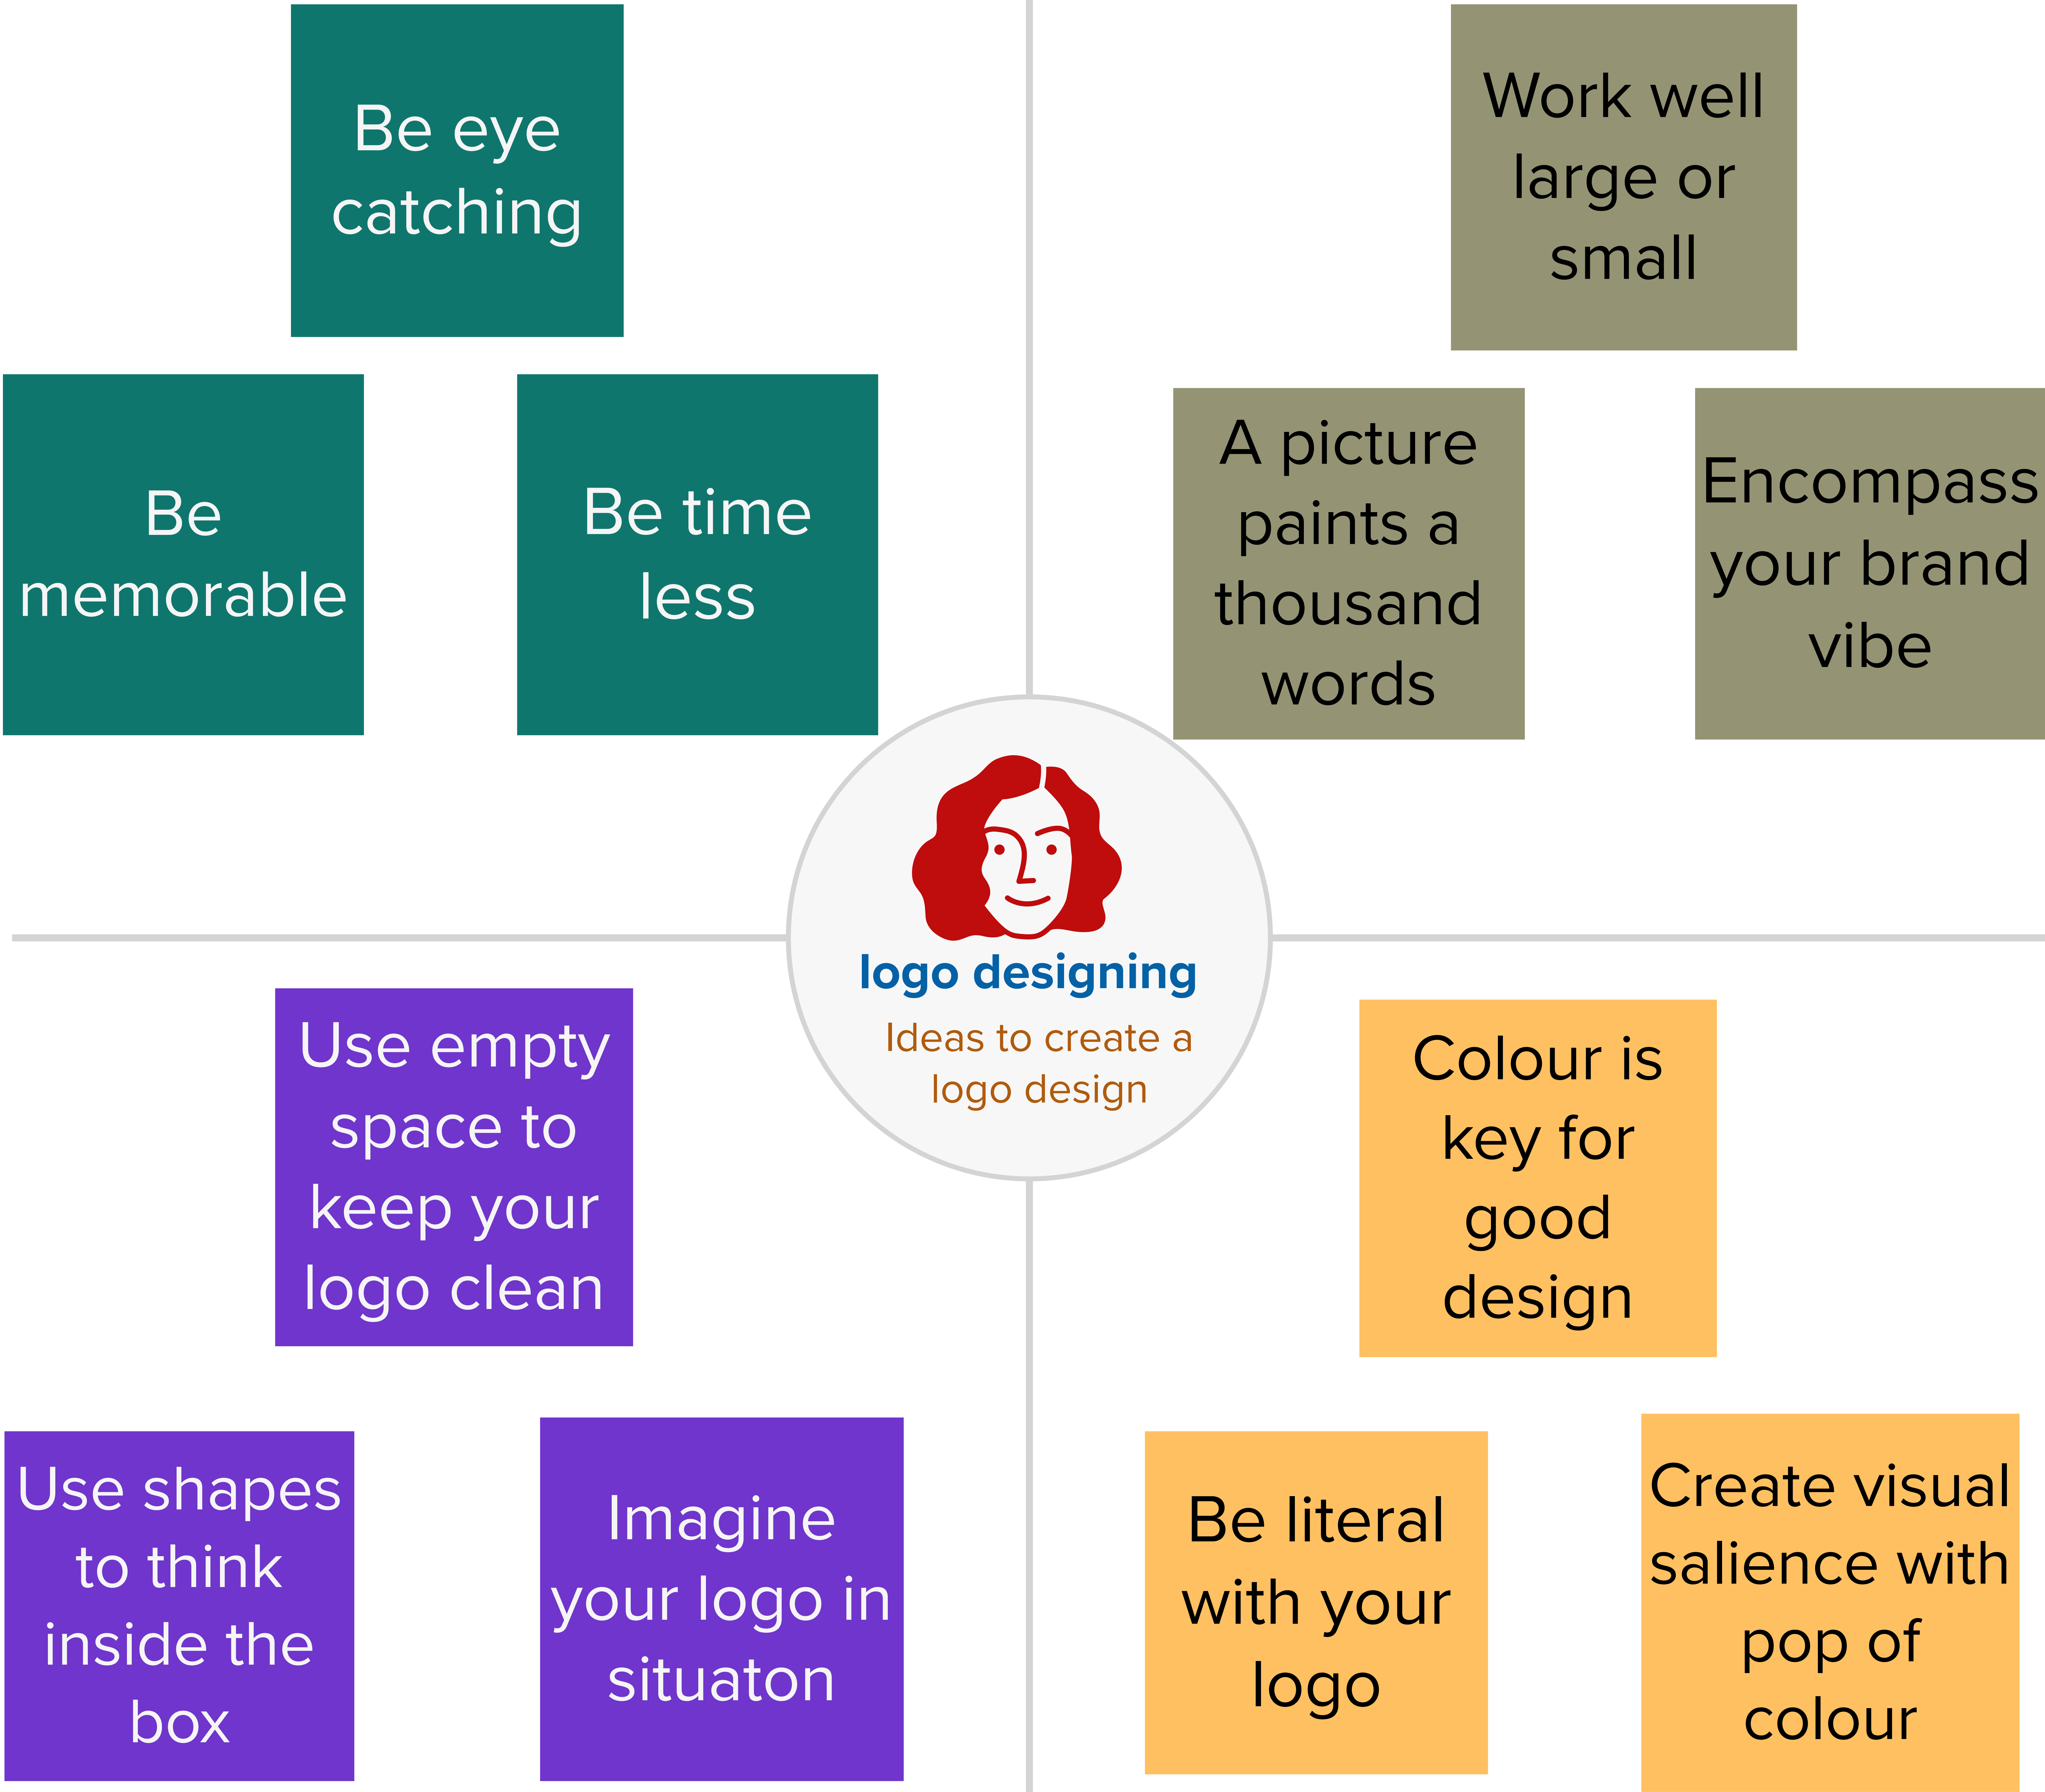 Be eye
catching
Be
memorable
Be time
less
Work well
large or
small
A picture
paints a
thousand
words
Encompass
your brand
vibe
logo designing
Ideas to create a
logo design
Use empty
space to
keep your
logo clean
Use shapes
to think
inside the
box
Imagine
your logo in
situaton
Colour is
key for
good
design
Be literal
with your
logo
Create visual
salience with
pop of
colour